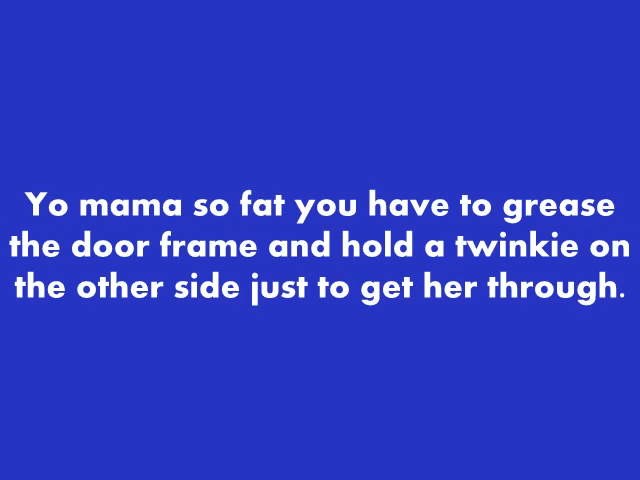 Yo mama so fat you have to grease
the door frame and hold a twinkie on
the other side just to get her through.